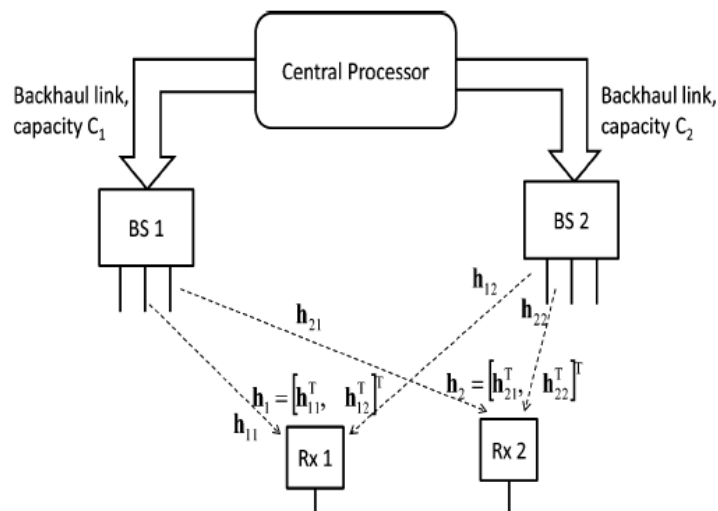 Central Processor
Backhaul link,
capacity C₁
Backhaul link,
capacity C₂
BS 1
BS 2
h₁₂
h₂₁
h₂₂
h₁ = [h₁₁ᵀ, h₁₂ᵀ]ᵀ
h₂ = [h₂₁ᵀ, h₂₂ᵀ]ᵀ
h₁₁
Rx 1
Rx 2